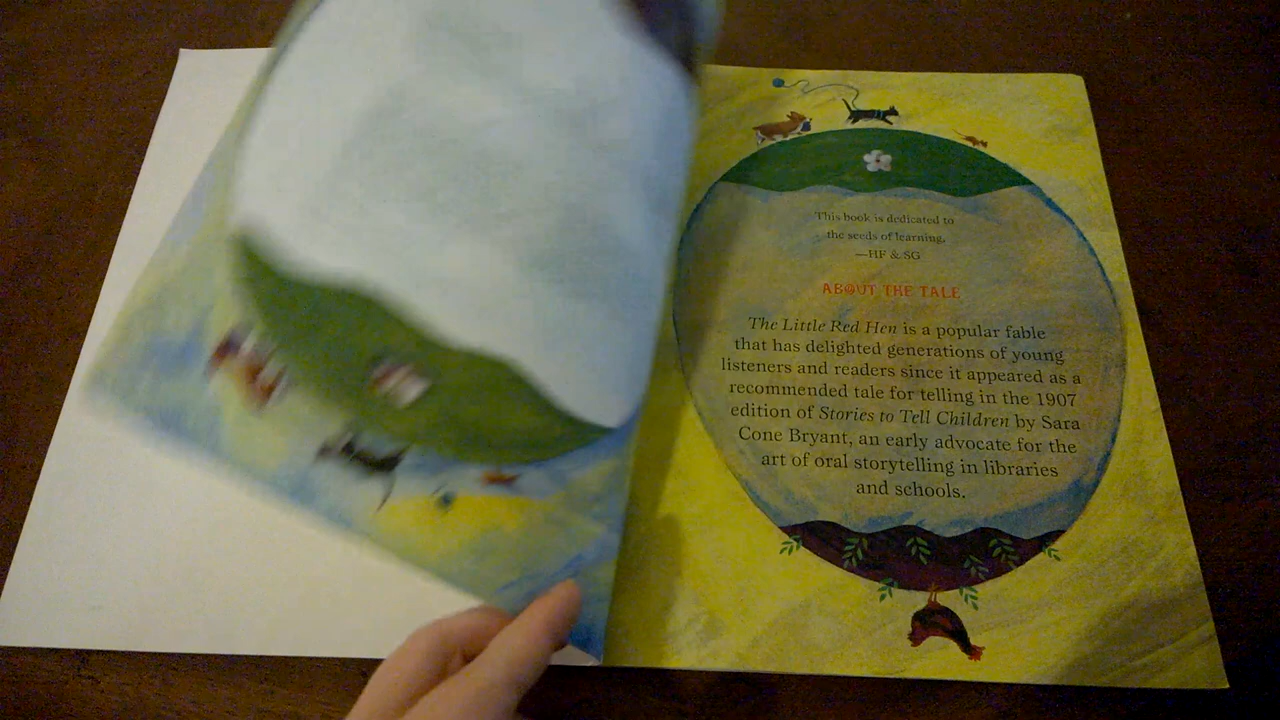 This book is dedicated to
the seeds of learning.
—HF & SG
ABOUT THE TALE
The Little Red Hen is a popular fable
that has delighted generations of young
listeners and readers since it appeared as a
recommended tale for telling in the 1907
edition of Stories to Tell Children by Sara
Cone Bryant, an early advocate for the
art of oral storytelling in libraries
and schools.